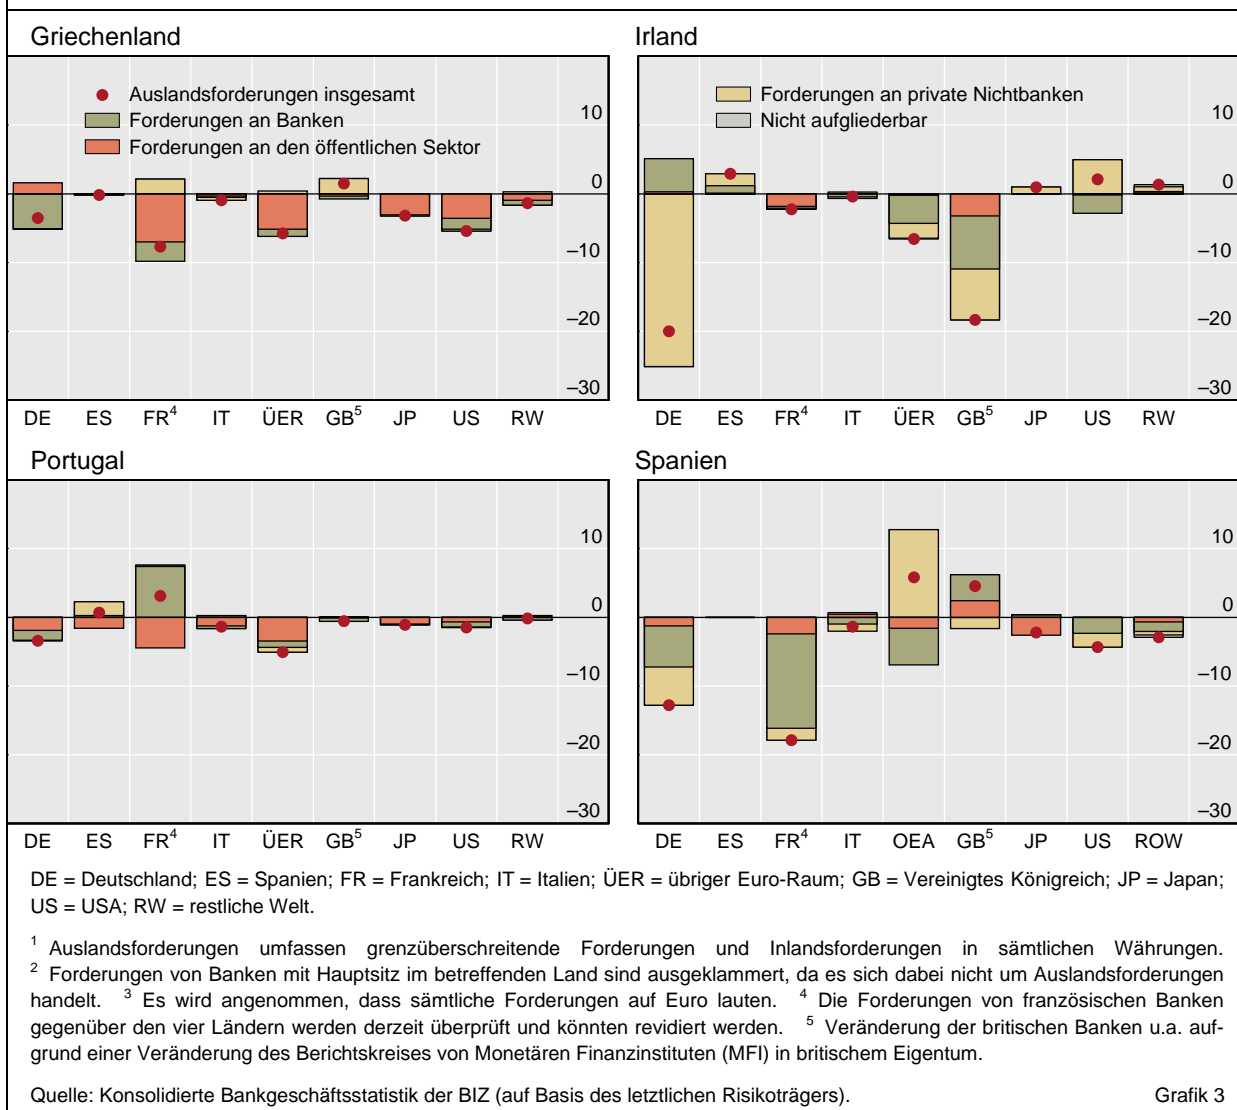 Griechenland
Auslandsforderungen insgesamt
Forderungen an Banken
Forderungen an den öffentlichen Sektor
10
0
–10
–20
–30
DE ES FR4 IT ÜER GB5 JP US RW
Irland
Forderungen an private Nichtbanken
Nicht aufgliederbar
10
0
–10
–20
–30
DE ES FR4 IT ÜER GB5 JP US RW
Portugal
10
0
–10
–20
–30
DE ES FR4 IT ÜER GB5 JP US RW
Spanien
10
0
–10
–20
–30
DE ES FR4 IT OEA GB5 JP US ROW
DE = Deutschland; ES = Spanien; FR = Frankreich; IT = Italien; ÜER = übriger Euro-Raum; GB = Vereinigtes Königreich; JP = Japan;
US = USA; RW = restliche Welt.
1 Auslandsforderungen umfassen grenzüberschreitende Forderungen und Inlandsforderungen in sämtlichen Währungen.
2 Forderungen von Banken mit Hauptsitz im betreffenden Land sind ausgeklammert, da es sich dabei nicht um Auslandsforderungen
handelt. 3 Es wird angenommen, dass sämtliche Forderungen auf Euro lauten. 4 Die Forderungen von französischen Banken
gegenüber den vier Ländern werden derzeit überprüft und könnten revidiert werden. 5 Veränderung der britischen Banken u.a. auf-
grund einer Veränderung des Berichtskreises von Monetären Finanzinstituten (MFI) in britischem Eigentum.
Quelle: Konsolidierte Bankgeschäftsstatistik der BIZ (auf Basis des letztlichen Risikoträgers). Grafik 3